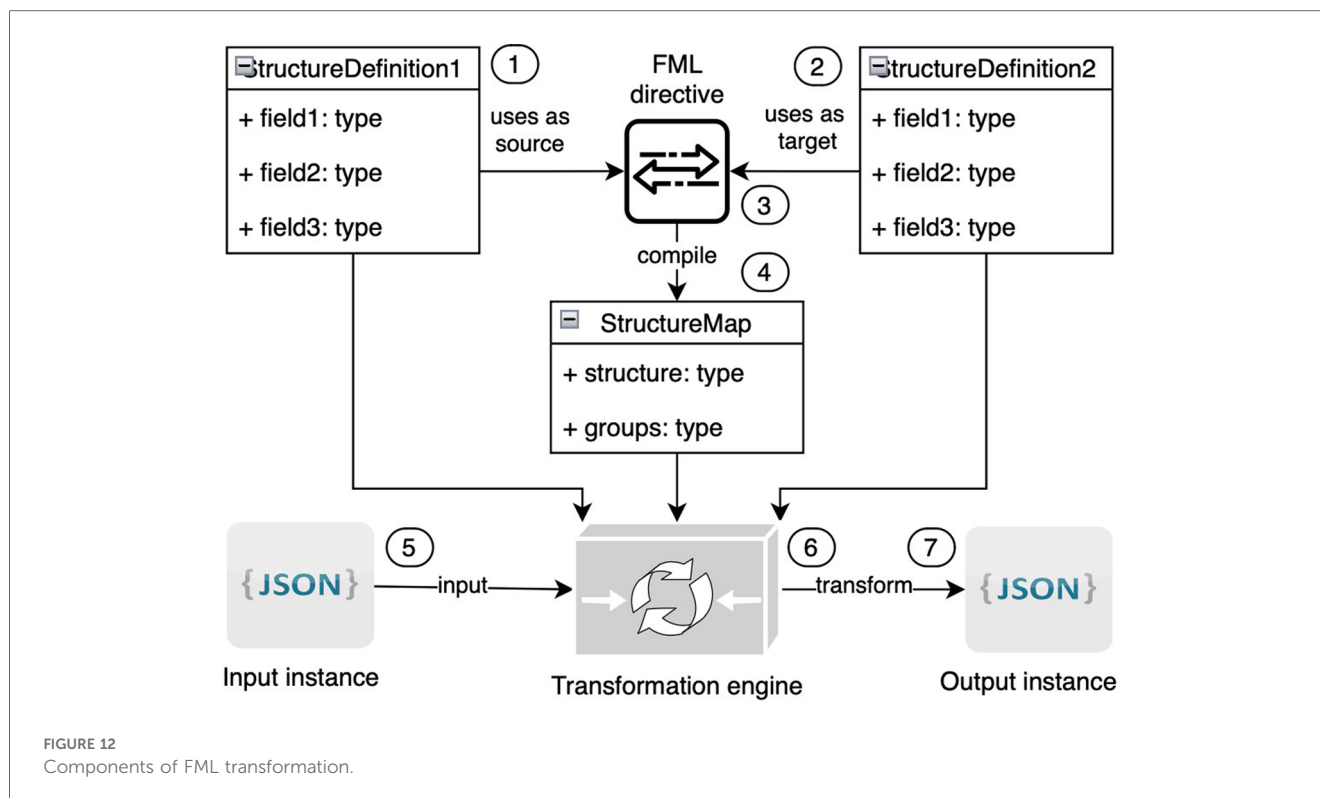 StructureDefinition1
+ field1: type
+ field2: type
+ field3: type
1
uses as
source
FML
directive
2
uses as
target
StructureDefinition2
+ field1: type
+ field2: type
+ field3: type
3
compile
4
StructureMap
+ structure: type
+ groups: type
{JSON}
Input instance
5
input
Transformation engine
6
transform
7
{JSON}
Output instance
FIGURE 12
Components of FML transformation.